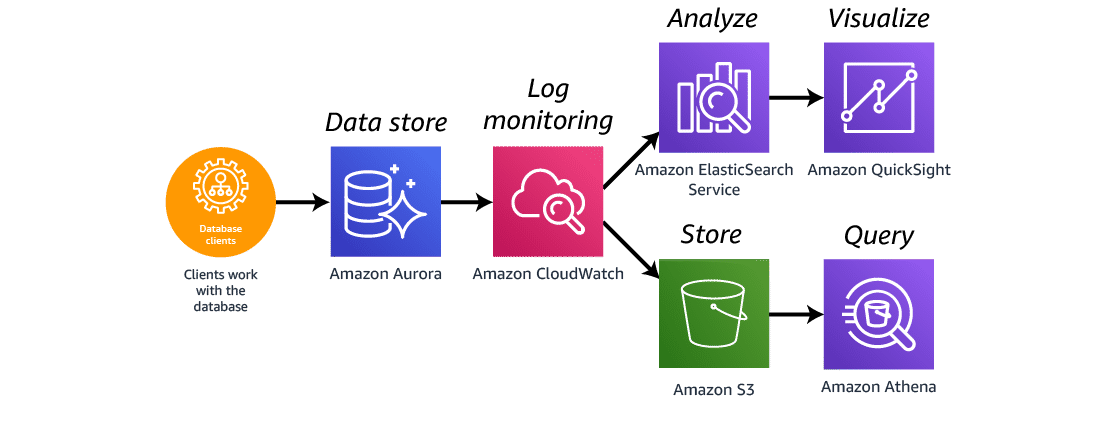 Analyze
Visualize
Log
monitoring
Data store
Amazon ElasticSearch
Service
Amazon QuickSight
Database
clients
Store
Query
Clients work
with the
database
Amazon Aurora
Amazon CloudWatch
Amazon S3
Amazon Athena